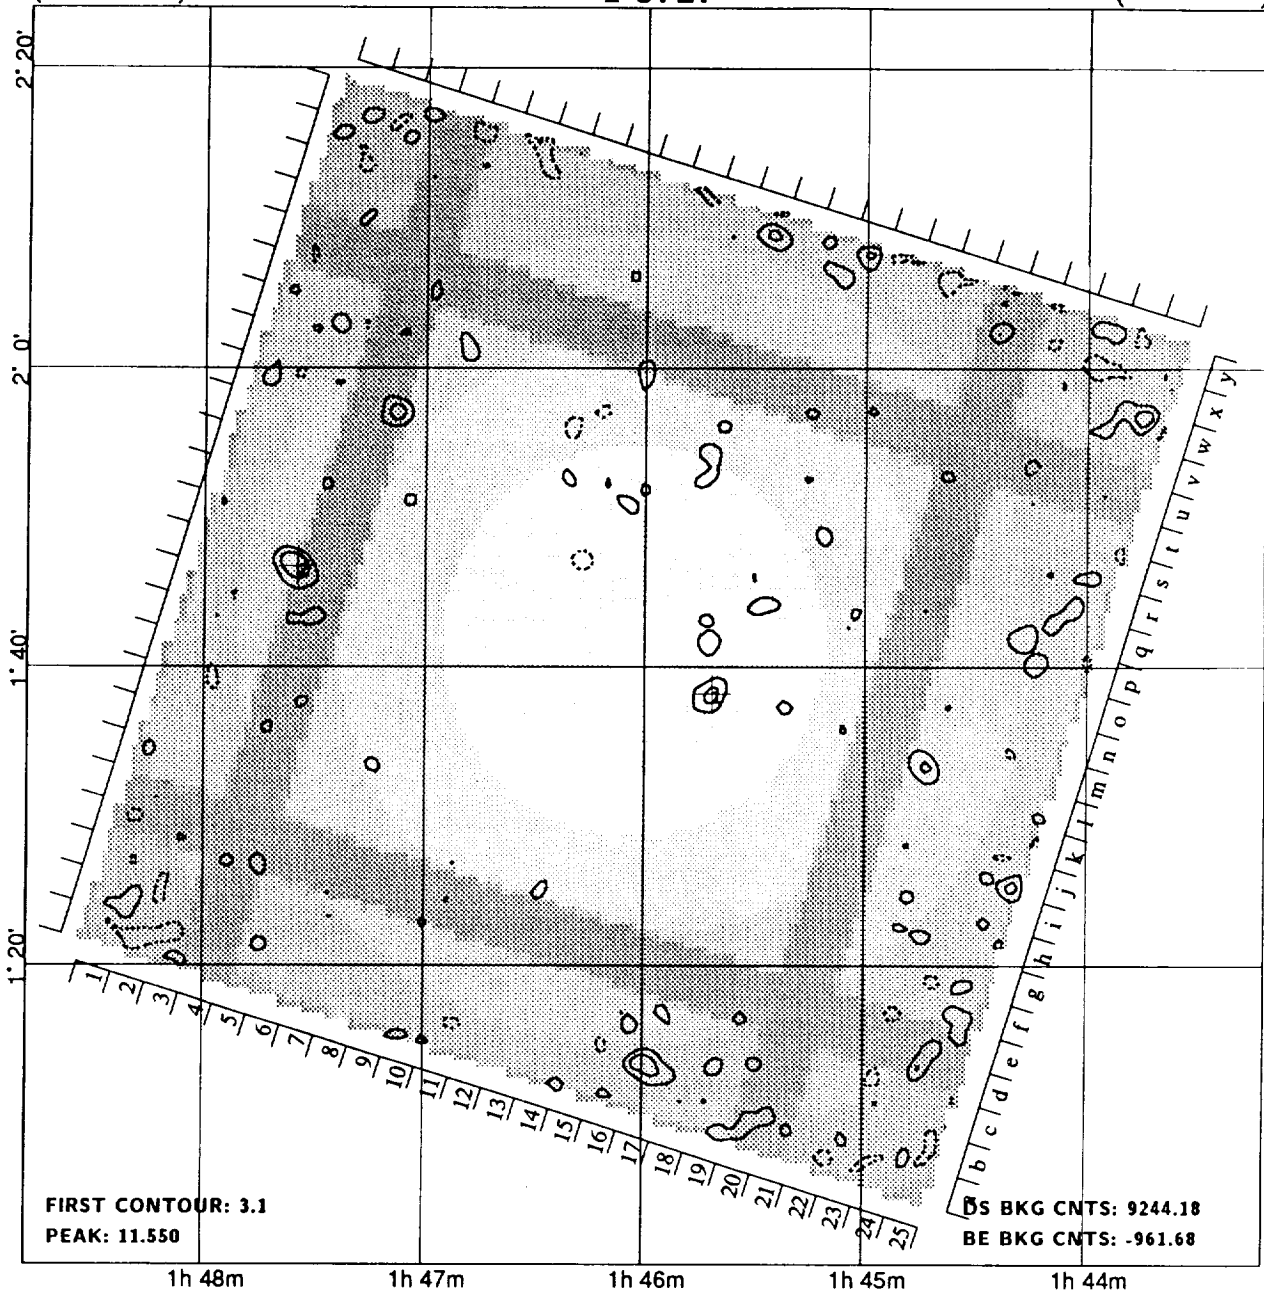 2° 20'
2° 0'
1° 40'
1° 20'
y
x
w
v
u
t
s
r
q
p
o
n
m
l
k
j
i
h
g
f
e
d
c
b
1
2
3
4
5
6
7
8
9
10
11
12
13
14
15
16
17
18
19
20
21
22
23
24
25
FIRST CONTOUR: 3.1
PEAK: 11.550
DS BKG CNTS: 9244.18
BE BKG CNTS: -961.68
1h 48m
1h 47m
1h 46m
1h 45m
1h 44m